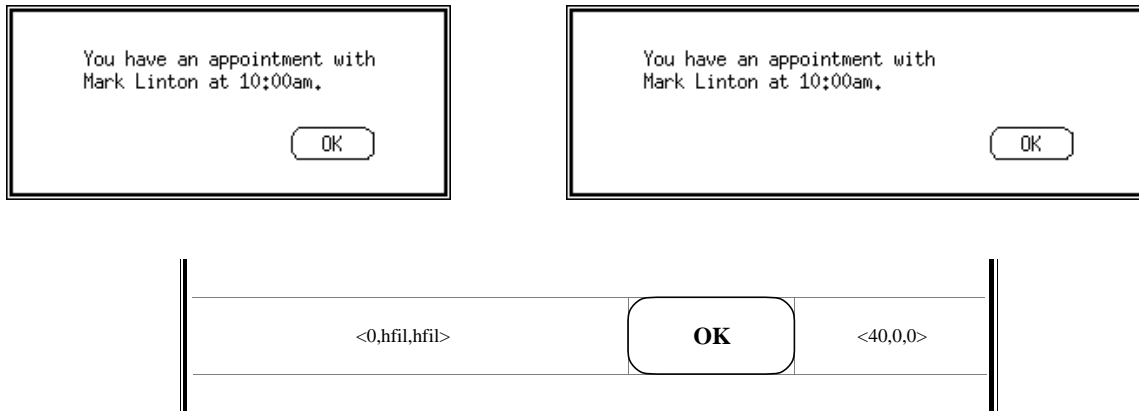 You have an appointment with
Mark Linton at 10:00am.
OK
You have an appointment with
Mark Linton at 10:00am.
OK
<0,hfil,hfil>
OK
<40,0,0>